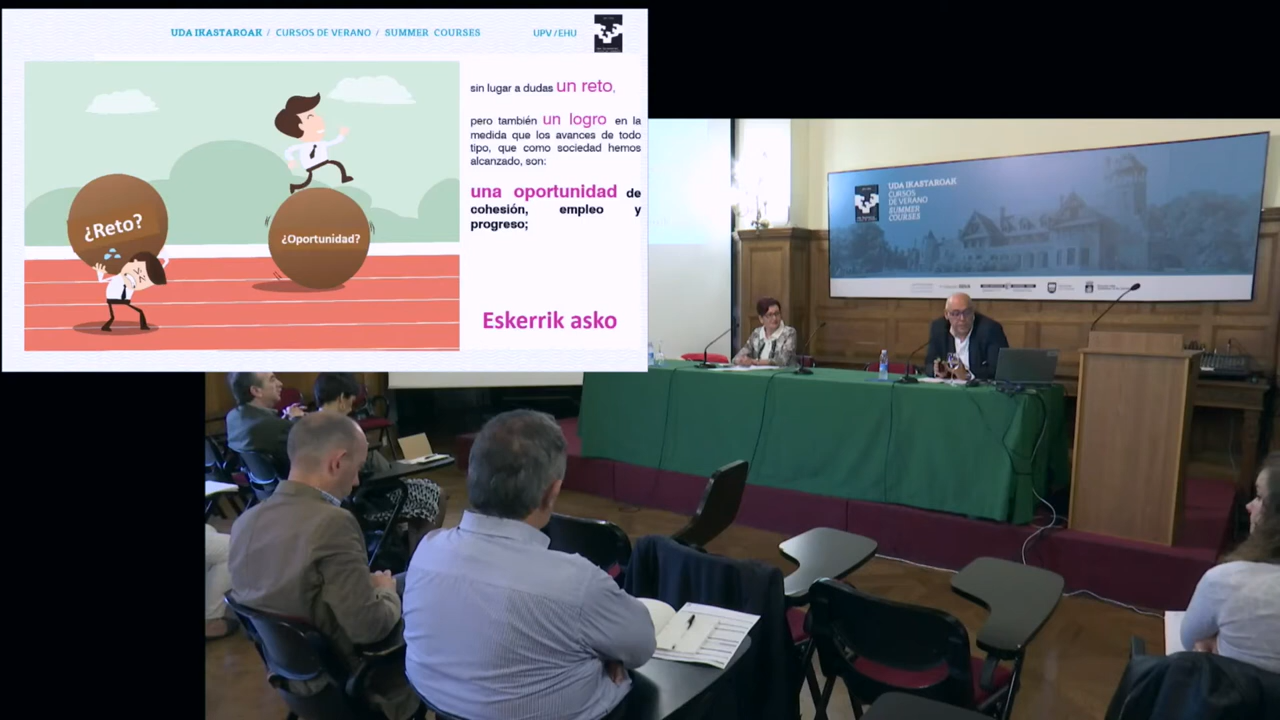 UDA IKASTAROAK / CURSOS DE VERANO / SUMMER COURSES
UPV/EHU
¿Reto?
¿Oportunidad?
sin lugar a dudas un reto,
pero también un logro en la
medida que los avances de todo
tipo, que como sociedad hemos
alcanzado, son:
una oportunidad de
cohesión, empleo y
progreso;
Eskerrik asko
UDA IKASTAROAK
CURSOS
DE VERANO
SUMMER
COURSES